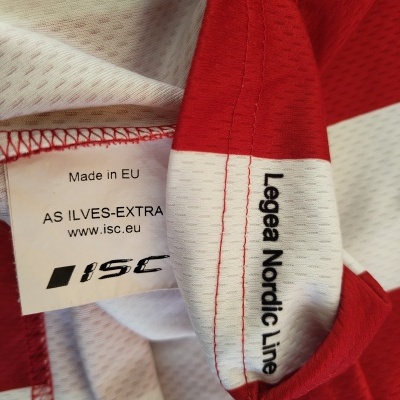 Made in EU
AS ILVES-EXTRA
www.isc.eu
ISC
Legea Nordic Line